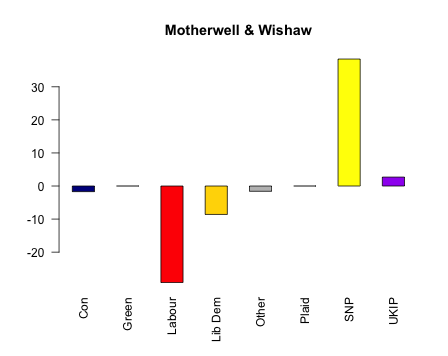 Motherwell & Wishaw
30
20
10
0
-10
-20
Con
Green
Labour
Lib Dem
Other
Plaid
SNP
UKIP